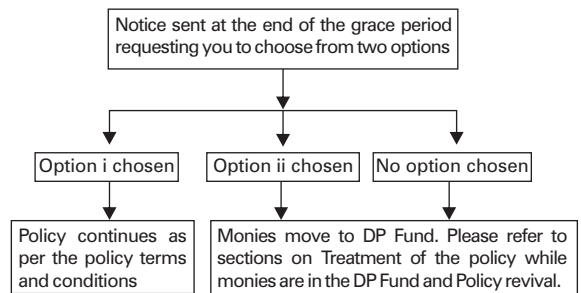 Notice sent at the end of the grace period
requesting you to choose from two options
Option i chosen
Option ii chosen
No option chosen
Policy continues as
per the policy terms
and conditions
Monies move to DP Fund. Please refer to
sections on Treatment of the policy while
monies are in the DP Fund and Policy revival.